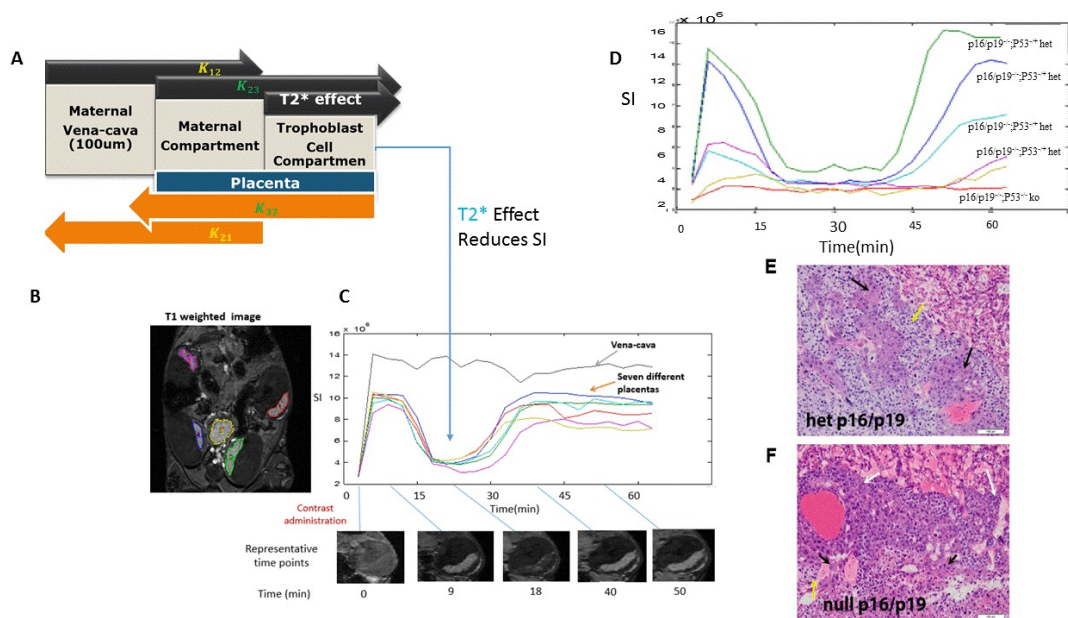 A
K12
K23
T2* effect
Maternal
Vena-cava
(100um)
Maternal
Compartment
Trophoblast
Cell
Compartmen
Placenta
K32
K21
T2* Effect
Reduces SI
B
T1 weighted image
C
× 10^6
16
14
12
10
8
6
4
2
SI
Vena-cava
Seven different
placentas
0 15 30 45 60
Time(min)
Contrast
administration
Representative
time points
Time (min) 0 9 18 40 50
D
× 10^6
16
14
12
10
8
6
4
2
SI
p16/p19-/-;P53-/+ het
p16/p19-/-;P53-/+ het
p16/p19-/-;P53-/+ het
p16/p19-/-;P53-/+ het
p16/p19-/-;P53-/- ko
0 15 30 45 60
Time(min)
E
het p16/p19
F
null p16/p19